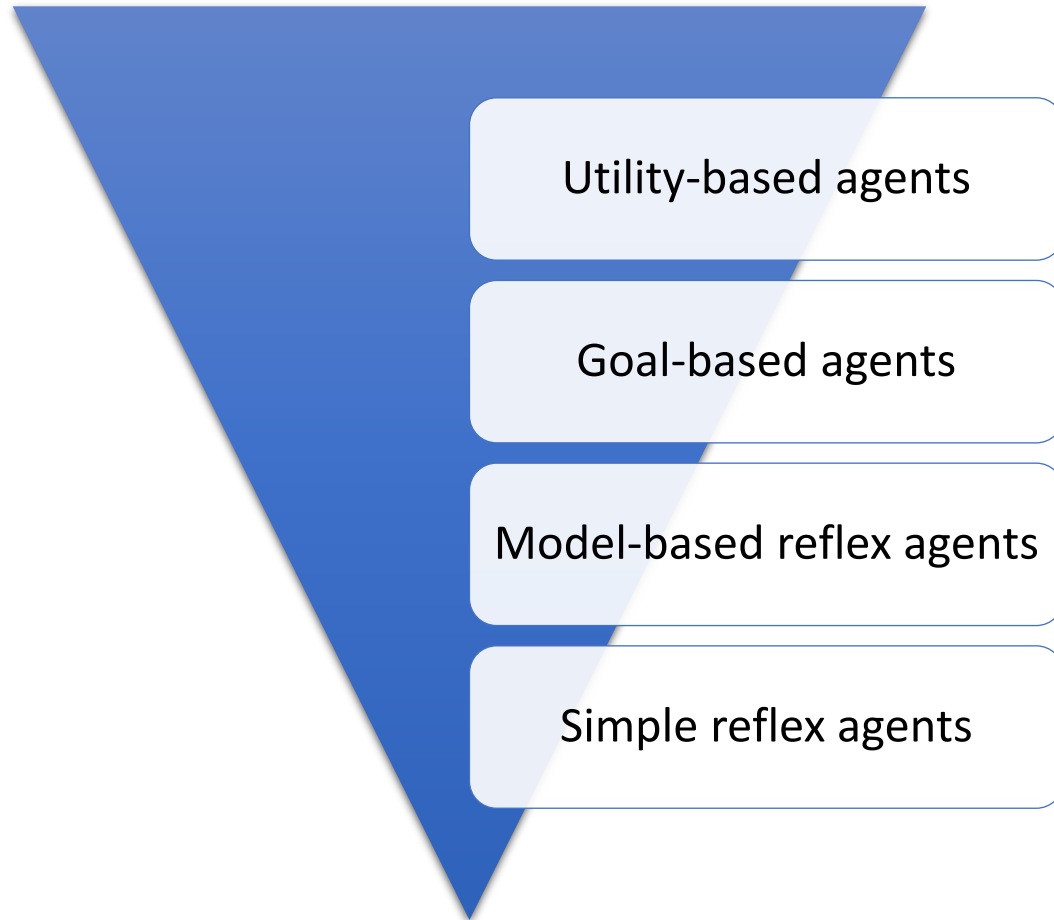 Utility-based agents
Goal-based agents
Model-based reflex agents
Simple reflex agents